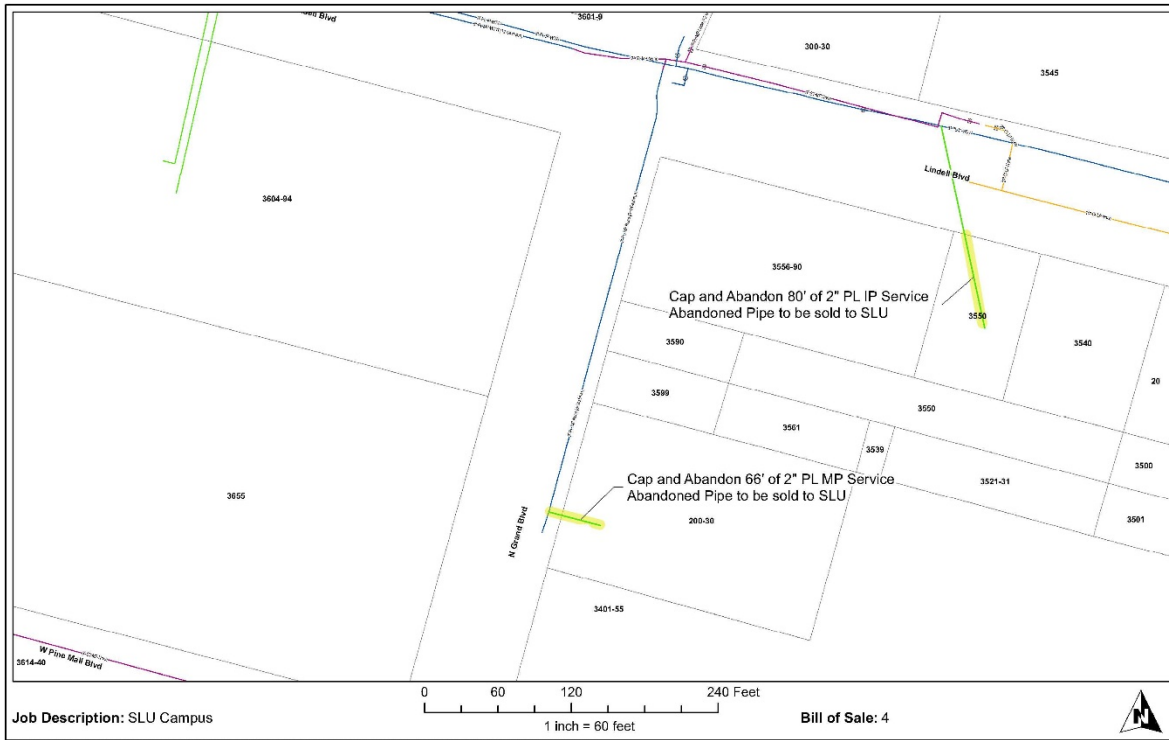 dell Blvd
3601-9
300-30
3545
Lindell Blvd
3604-94
3556-90
Cap and Abandon 80' of 2" PL IP Service
Abandoned Pipe to be sold to SLU
3550
3540
20
3590
3599
3550
3561
3539
3500
3521-31
3501
Cap and Abandon 66' of 2" PL MP Service
Abandoned Pipe to be sold to SLU
3655
200-30
N Grand Blvd
3401-55
W Pine Mall Blvd
3614-40
0 60 120 240 Feet
1 inch = 60 feet
Job Description: SLU Campus
Bill of Sale: 4
N